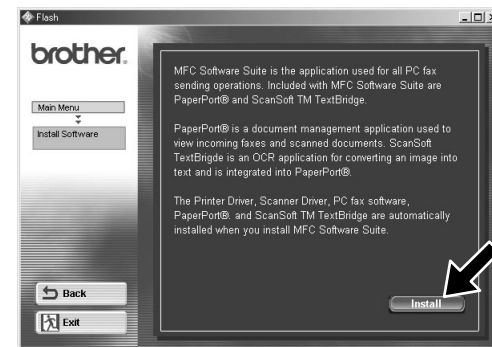 Flash
brother.
Main Menu
Install Software
MFC Software Suite is the application used for all PC fax
sending operations. Included with MFC Software Suite are
PaperPort® and ScanSoft TM TextBridge.
PaperPort® is a document management application used to
view incoming faxes and scanned documents. ScanSoft
TextBrigde is an OCR application for converting an image into
text and is integrated into PaperPort®.
The Printer Driver, Scanner Driver, PC fax software,
PaperPort®. and ScanSoft TM TextBridge are automatically
installed when you install MFC Software Suite.
Install
Back
Exit